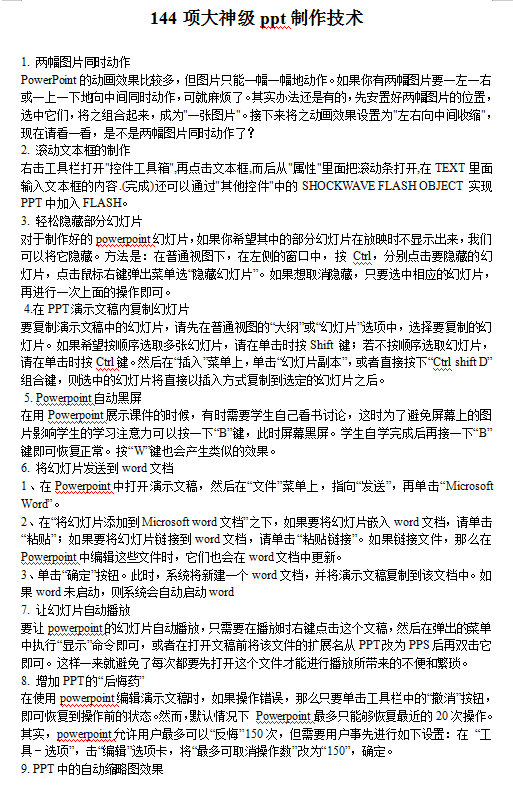 144 项大神级 ppt 制作技术
1. 两幅图片同时动作
PowerPoint 的动画效果比较多，但图片只能一幅一幅地动作。如果你有两幅图片要一左一右
或一上一下地向中间同时动作，可就麻烦了。其实办法还是有的，先安置好两幅图片的位置，
选中它们，将之组合起来，成为"一张图片"。接下来将之动画效果设置为"左右向中间收缩"，
现在请看一看，是不是两幅图片同时动作了？
2. 滚动文本框的制作
右击工具栏打开"控件工具箱",再点击文本框,而后从"属性"里面把滚动条打开,在 TEXT 里面
输入文本框的内容.(完成)还可以通过"其他控件"中的 SHOCKWAVE FLASH OBJECT 实现
PPT 中加入 FLASH。
3. 轻松隐藏部分幻灯片
对于制作好的 powerpoint 幻灯片，如果你希望其中的部分幻灯片在放映时不显示出来，我们
可以将它隐藏。方法是：在普通视图下，在左侧的窗口中，按 Ctrl，分别点击要隐藏的幻
灯片，点击鼠标右键弹出菜单选“隐藏幻灯片”。如果想取消隐藏，只要选中相应的幻灯片，
再进行一次上面的操作即可。
4.在 PPT 演示文稿内复制幻灯片
要复制演示文稿中的幻灯片，请先在普通视图的“大纲”或“幻灯片”选项中，选择要复制的幻
灯片。如果希望按顺序选取多张幻灯片，请在单击时按 Shift 键；若不按顺序选取幻灯片，
请在单击时按 Ctrl 键。然后在“插入”菜单上，单击“幻灯片副本”，或者直接按下“Ctrl shift D”
组合键，则选中的幻灯片将直接以插入方式复制到选定的幻灯片之后。
5. Powerpoint 自动黑屏
在用 Powerpoint 展示课件的时候，有时需要学生自己看书讨论，这时为了避免屏幕上的图
片影响学生的学习注意力可以按一下“B”键，此时屏幕黑屏。学生自学完成后再接一下“B”
键即可恢复正常。按“W”键也会产生类似的效果。
6. 将幻灯片发送到 word 文档
1、在 Powerpoint 中打开演示文稿，然后在“文件”菜单上，指向“发送”，再单击“Microsoft
Word”。
2、在“将幻灯片添加到 Microsoft word 文档”之下，如果要将幻灯片嵌入 word 文档，请单击
“粘贴”；如果要将幻灯片链接到 word 文档，请单击“粘贴链接”。如果链接文件，那么在
Powerpoint 中编辑这些文件时，它们也会在 word 文档中更新。
3、单击“确定”按钮。此时，系统将新建一个 word 文档，并将演示文稿复制到该文档中。如
果 word 未启动，则系统会自动启动 word
7. 让幻灯片自动播放
要让 powerpoint 的幻灯片自动播放，只需要在播放时右键点击这个文稿，然后在弹出的菜单
中执行“显示”命令即可，或者在打开文稿前将该文件的扩展名从 PPT 改为 PPS 后再双击它
即可。这样一来就避免了每次都要先打开这个文件才能进行播放所带来的不便和繁琐。
8. 增加 PPT 的“后悔药”
在使用 powerpoint 编辑演示文稿时，如果操作错误，那么只要单击工具栏中的“撤消”按钮，
即可恢复到操作前的状态。然而，默认情况下 Powerpoint 最多只能够恢复最近的 20 次操作。
其实，powerpoint 允许用户最多可以“反悔”150 次，但需要用户事先进行如下设置：在 “工
具－选项”，击“编辑”选项卡，将“最多可取消操作数”改为“150”，确定。
9. PPT 中的自动缩略图效果